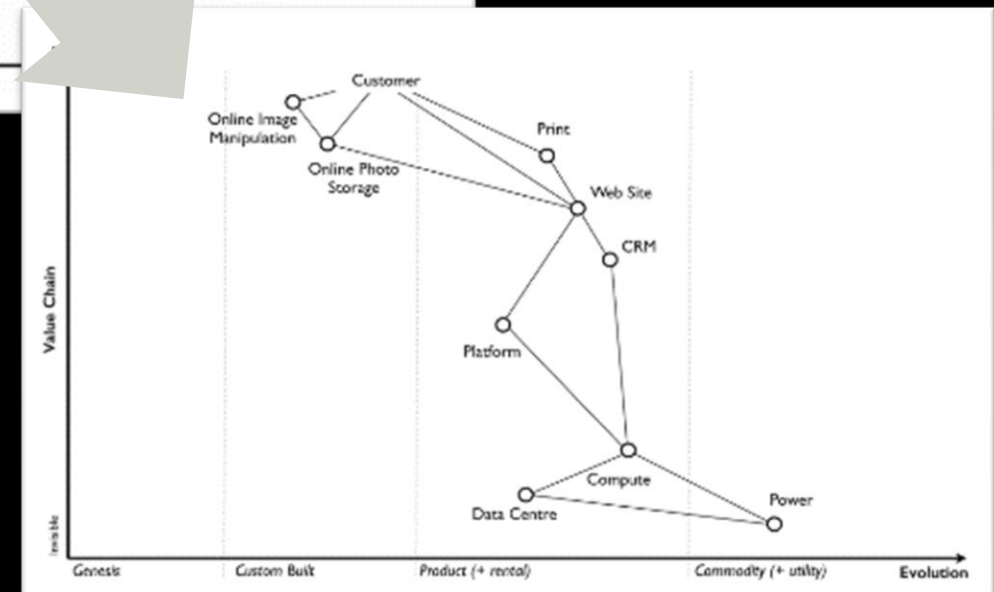 Customer
Online Image
Manipulation
Online Photo
Storage
Print
Web Site
CRM
Platform
Compute
Data Centre
Power
Value Chain
Invisible
Genesis
Custom Built
Product (+ rental)
Commodity (+ utility)
Evolution